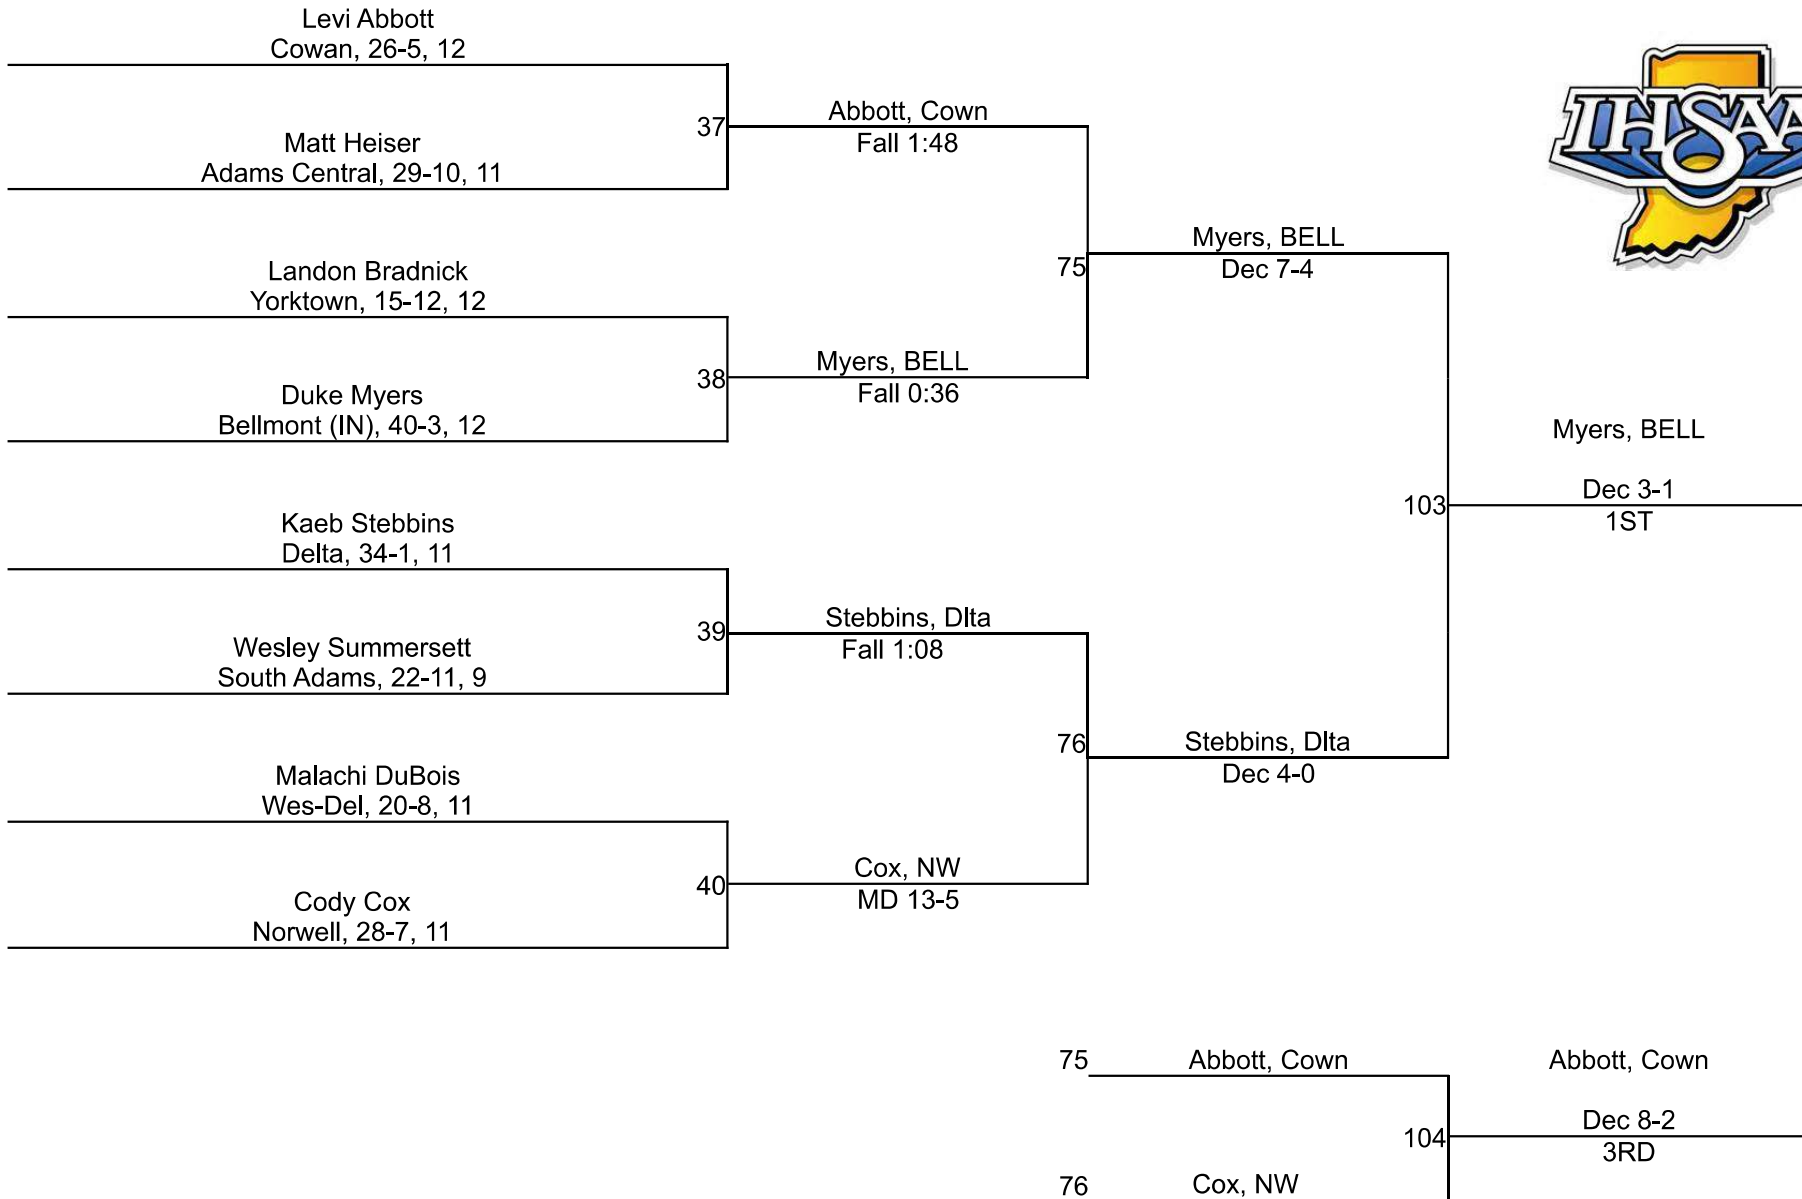 Levi Abbott
Cowan, 26-5, 12
Matt Heiser
Adams Central, 29-10, 11
37
Abbott, Cown
Fall 1:48
Landon Bradnick
Yorktown, 15-12, 12
Duke Myers
Bellmont (IN), 40-3, 12
38
Myers, BELL
Fall 0:36
75
Myers, BELL
Dec 7-4
Kaeb Stebbins
Delta, 34-1, 11
Wesley Summersett
South Adams, 22-11, 9
39
Stebbins, Dlta
Fall 1:08
Malachi DuBois
Wes-Del, 20-8, 11
Cody Cox
Norwell, 28-7, 11
40
Cox, NW
MD 13-5
76
Stebbins, Dlta
Dec 4-0
103
Myers, BELL
Dec 3-1
1ST
IHSAA
75
Abbott, Cown
76
Cox, NW
104
Abbott, Cown
Dec 8-2
3RD